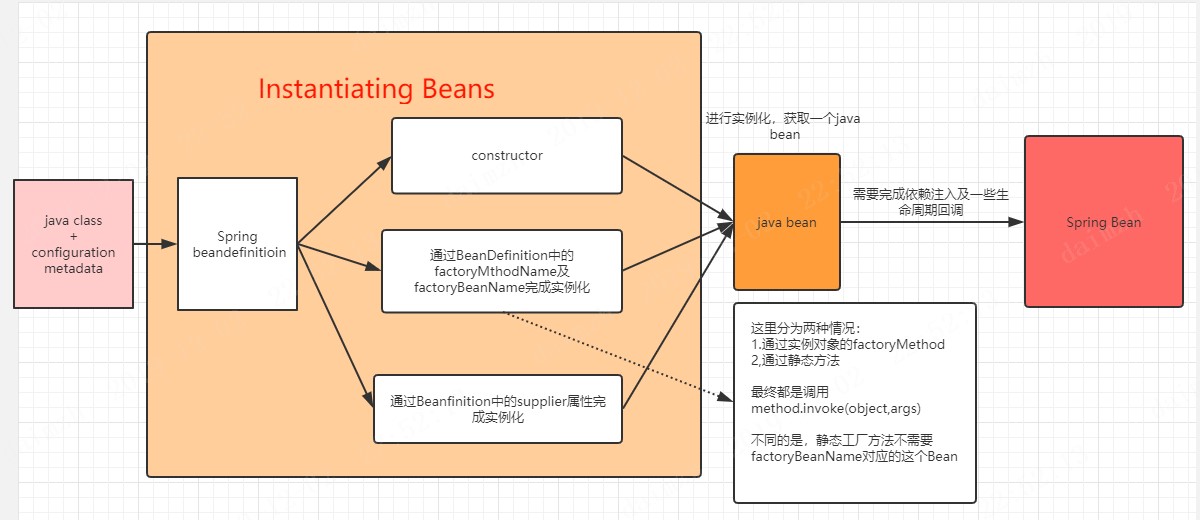 Instantiating Beans
java class
+
configuration
metadata
Spring
beandefinitioin
constructor
通过BeanDefinition中的
factoryMthodName及
factoryBeanName完成实例化
通过Beanfinition中的supplier属性完
成实例化
进行实例化，获取一个java
bean
java bean
需要完成依赖注入及一些生
命周期回调
Spring Bean
这里分为两种情况：
1.通过实例对象的factoryMethod
2,通过静态方法
最终都是调用
method.invoke(object,args)
不同的是，静态工厂方法不需要
factoryBeanName对应的这个Bean